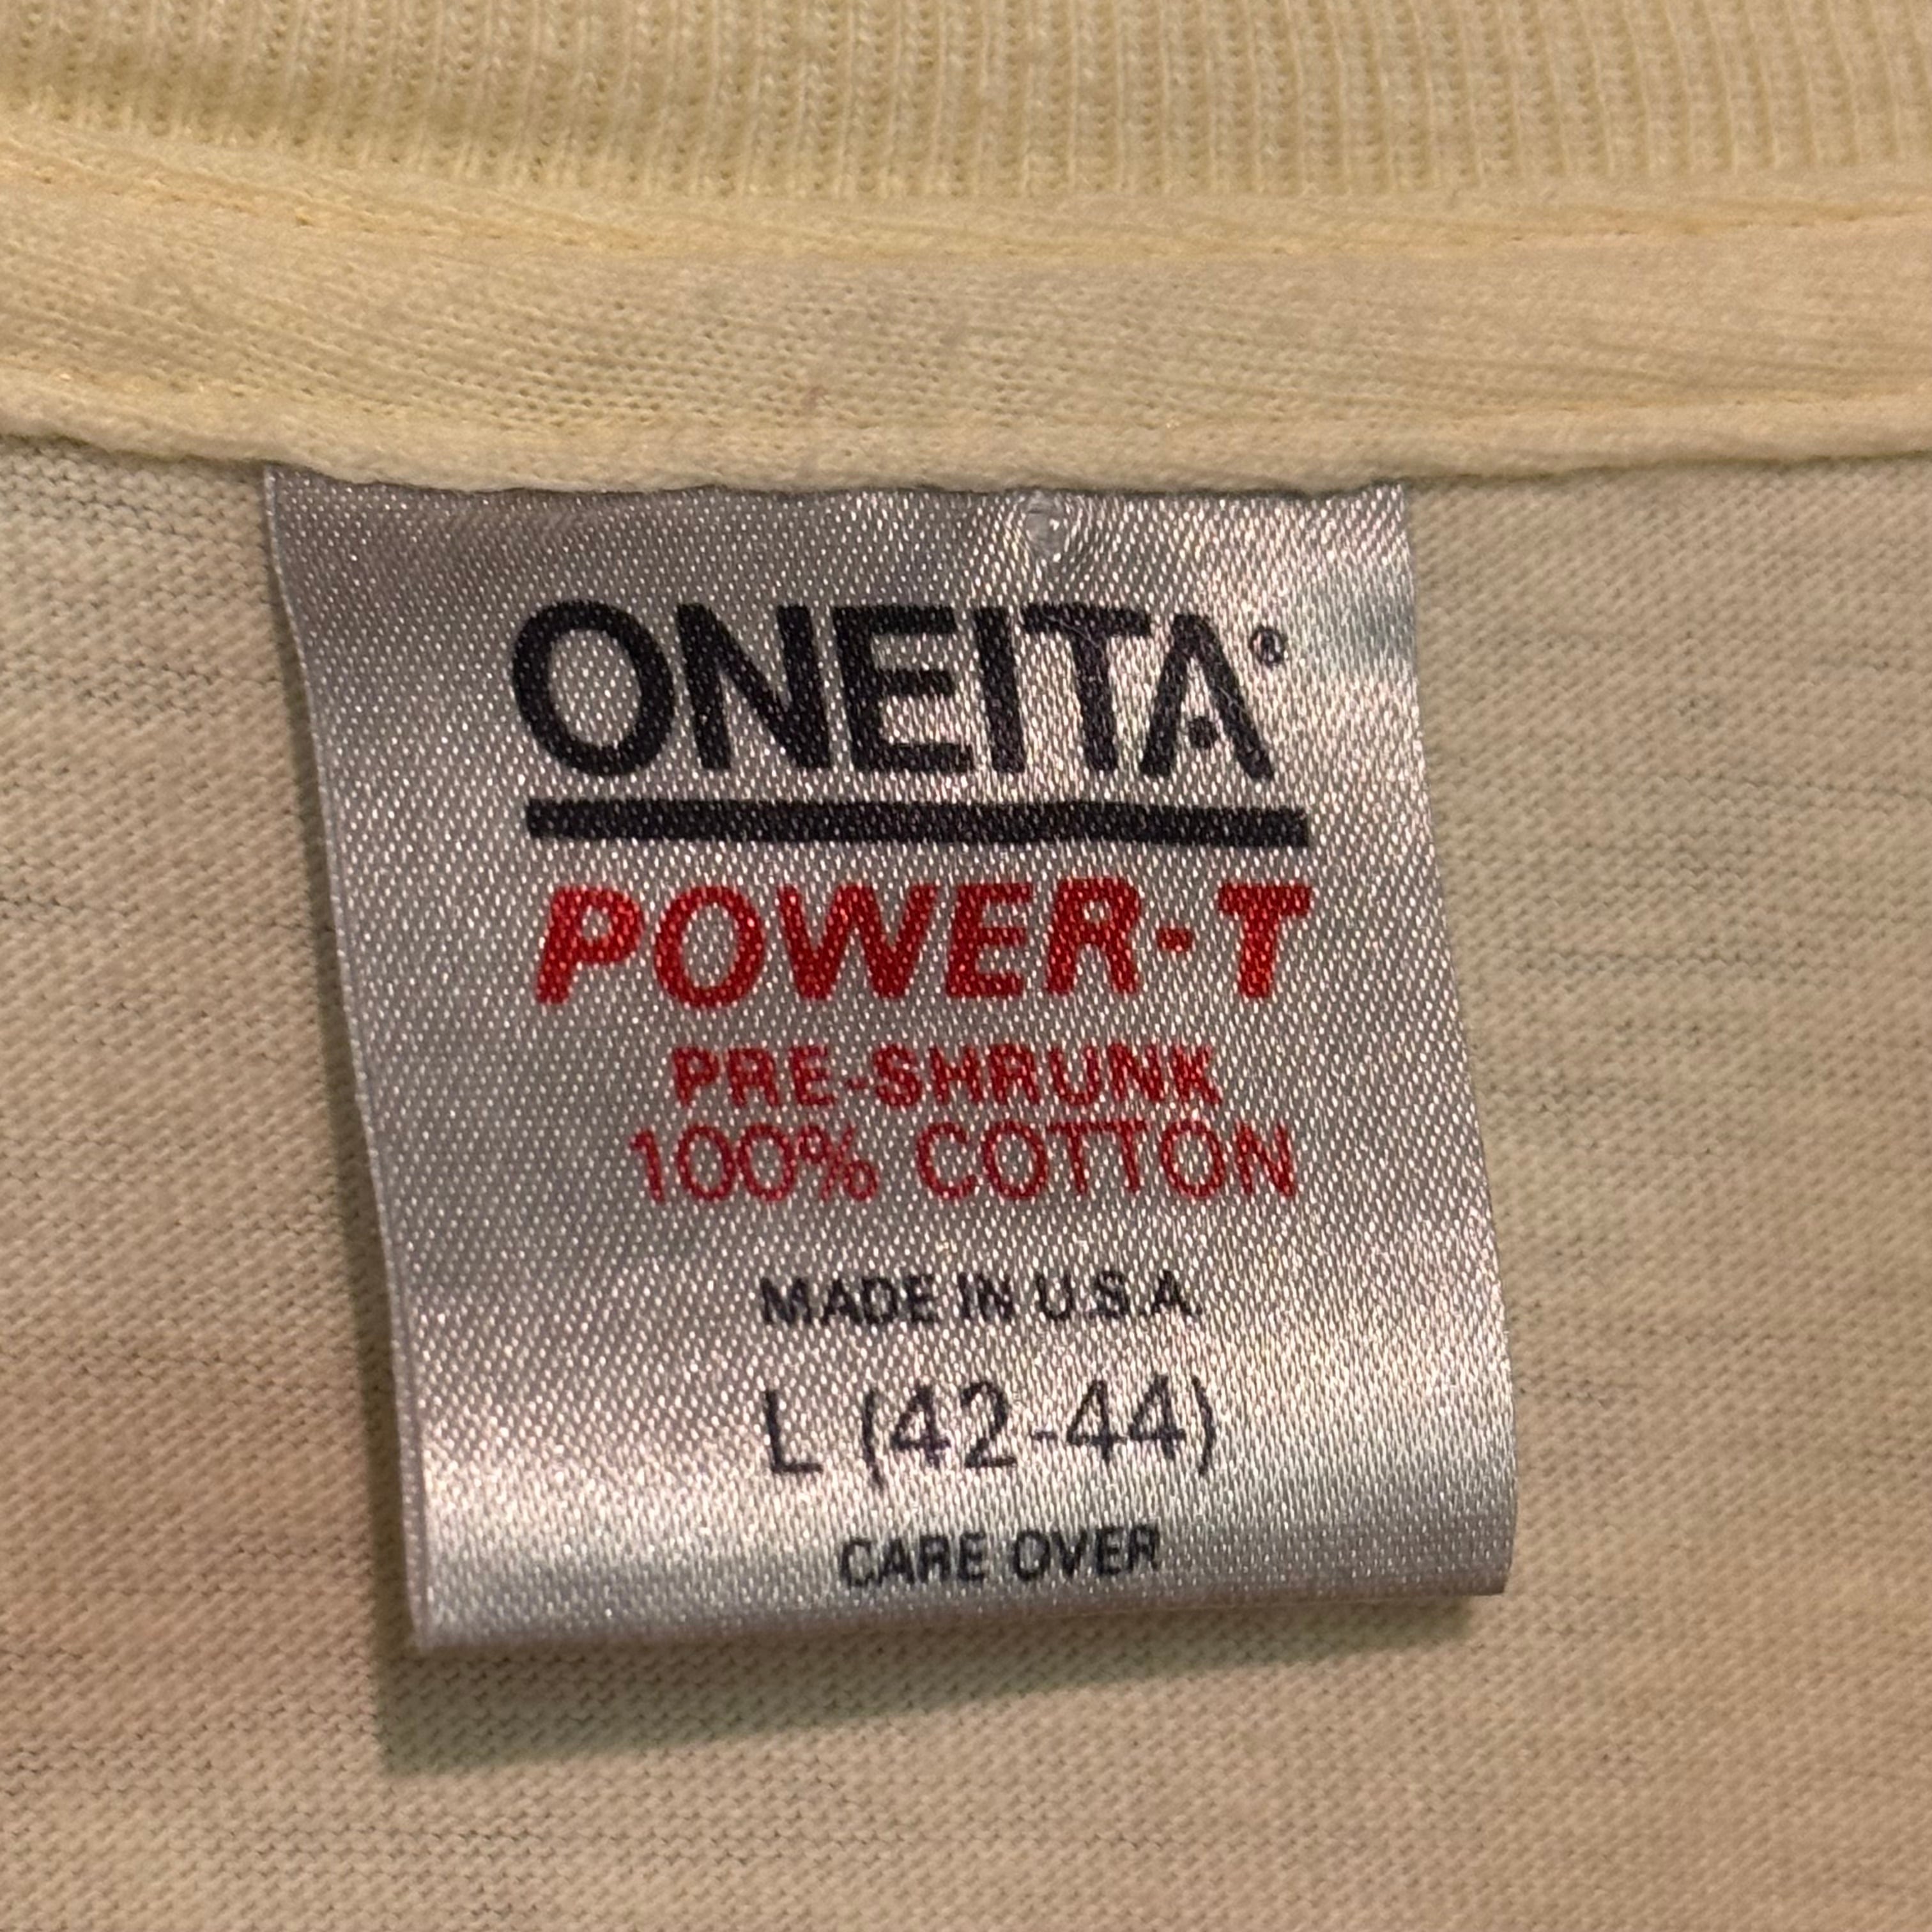 ONEITA®
POWER-T
PRE-SHRUNK
100% COTTON
MADE IN U.S.A.
L (42-44)
CARE OVER